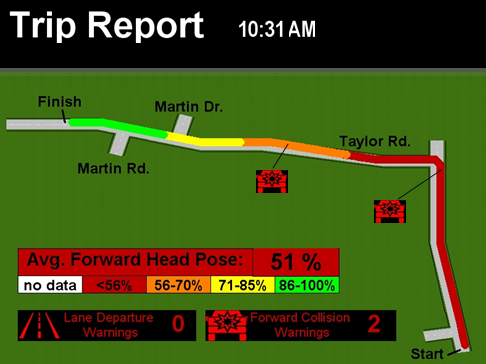 Trip Report 10:31 AM
Finish
Martin Dr.
Taylor Rd.
Martin Rd.
Avg. Forward Head Pose: 51 %
no data <56% 56-70% 71-85% 86-100%
Lane Departure
Warnings 0
Forward Collision
Warnings 2
Start